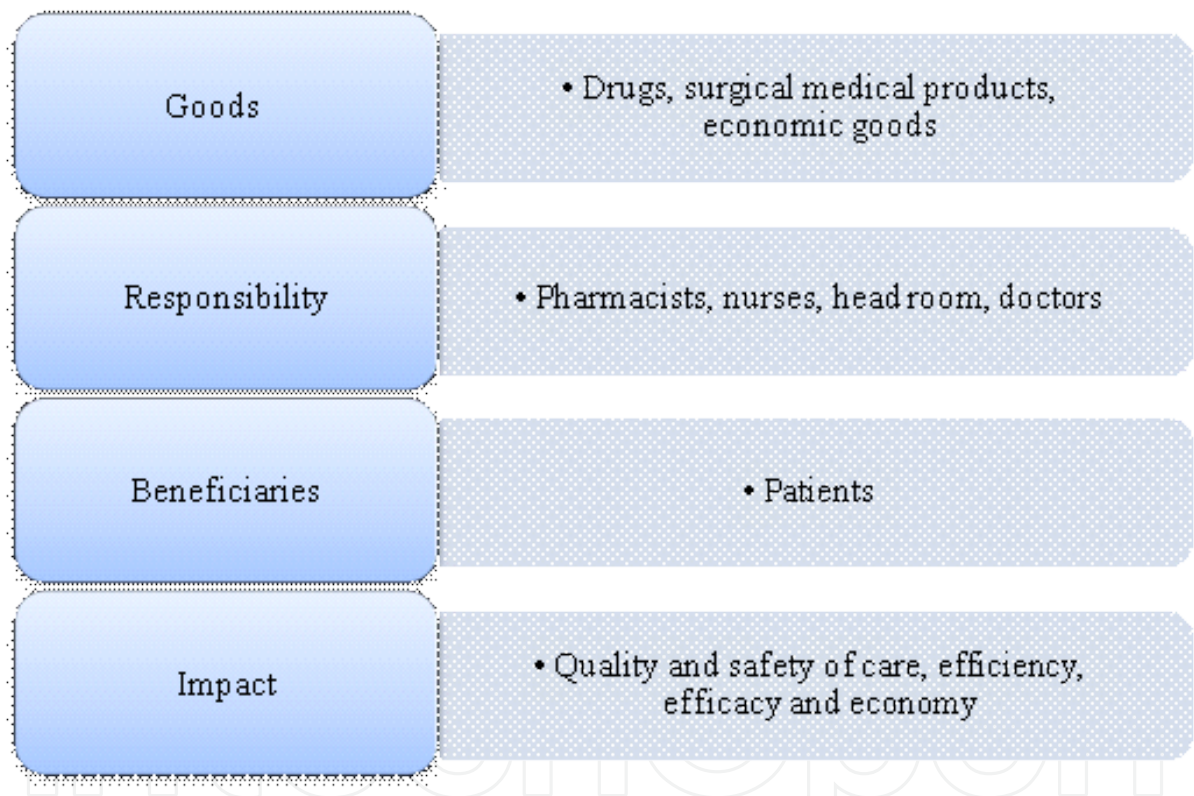 Goods
• Drugs, surgical medical products,
economic goods
Responsibility
• Pharmacists, nurses, head room, doctors
Beneficiaries
• Patients
Impact
• Quality and safety of care, efficiency,
efficacy and economy